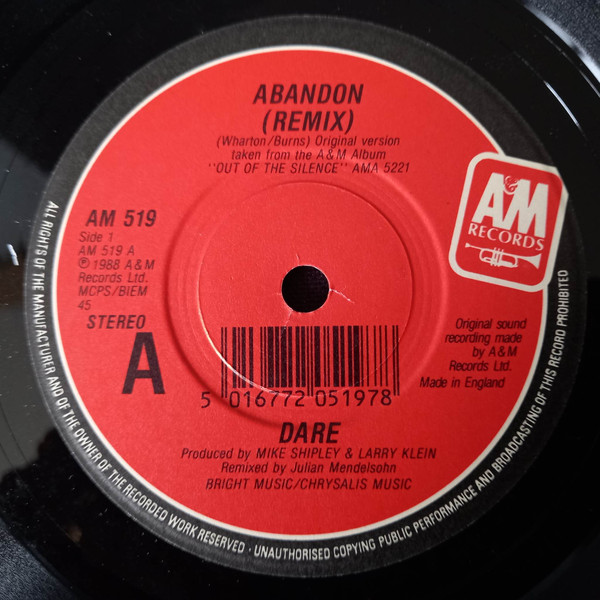 ABANDON
(REMIX)
(Wharton/Burns) Original version
taken from the A&M Album
"OUT OF THE SILENCE" AMA 5221
A&M
RECORDS
AM 519
Side 1
AM 519 A
℗1988 A&M
Records Ltd.
MCPS/BIEM
45
STEREO
A
Original sound
recording made
by A&M
Records Ltd.
Made in England
5 016772 051978
DARE
Produced by MIKE SHIPLEY & LARRY KLEIN
Remixed by Julian Mendelsohn
BRIGHT MUSIC/CHRYSALIS MUSIC
ALL RIGHTS OF THE MANUFACTURER AND OF THE OWNER OF THE RECORDED WORK RESERVED · UNAUTHORISED COPYING PUBLIC PERFORMANCE AND BROADCASTING OF THIS RECORD PROHIBITED